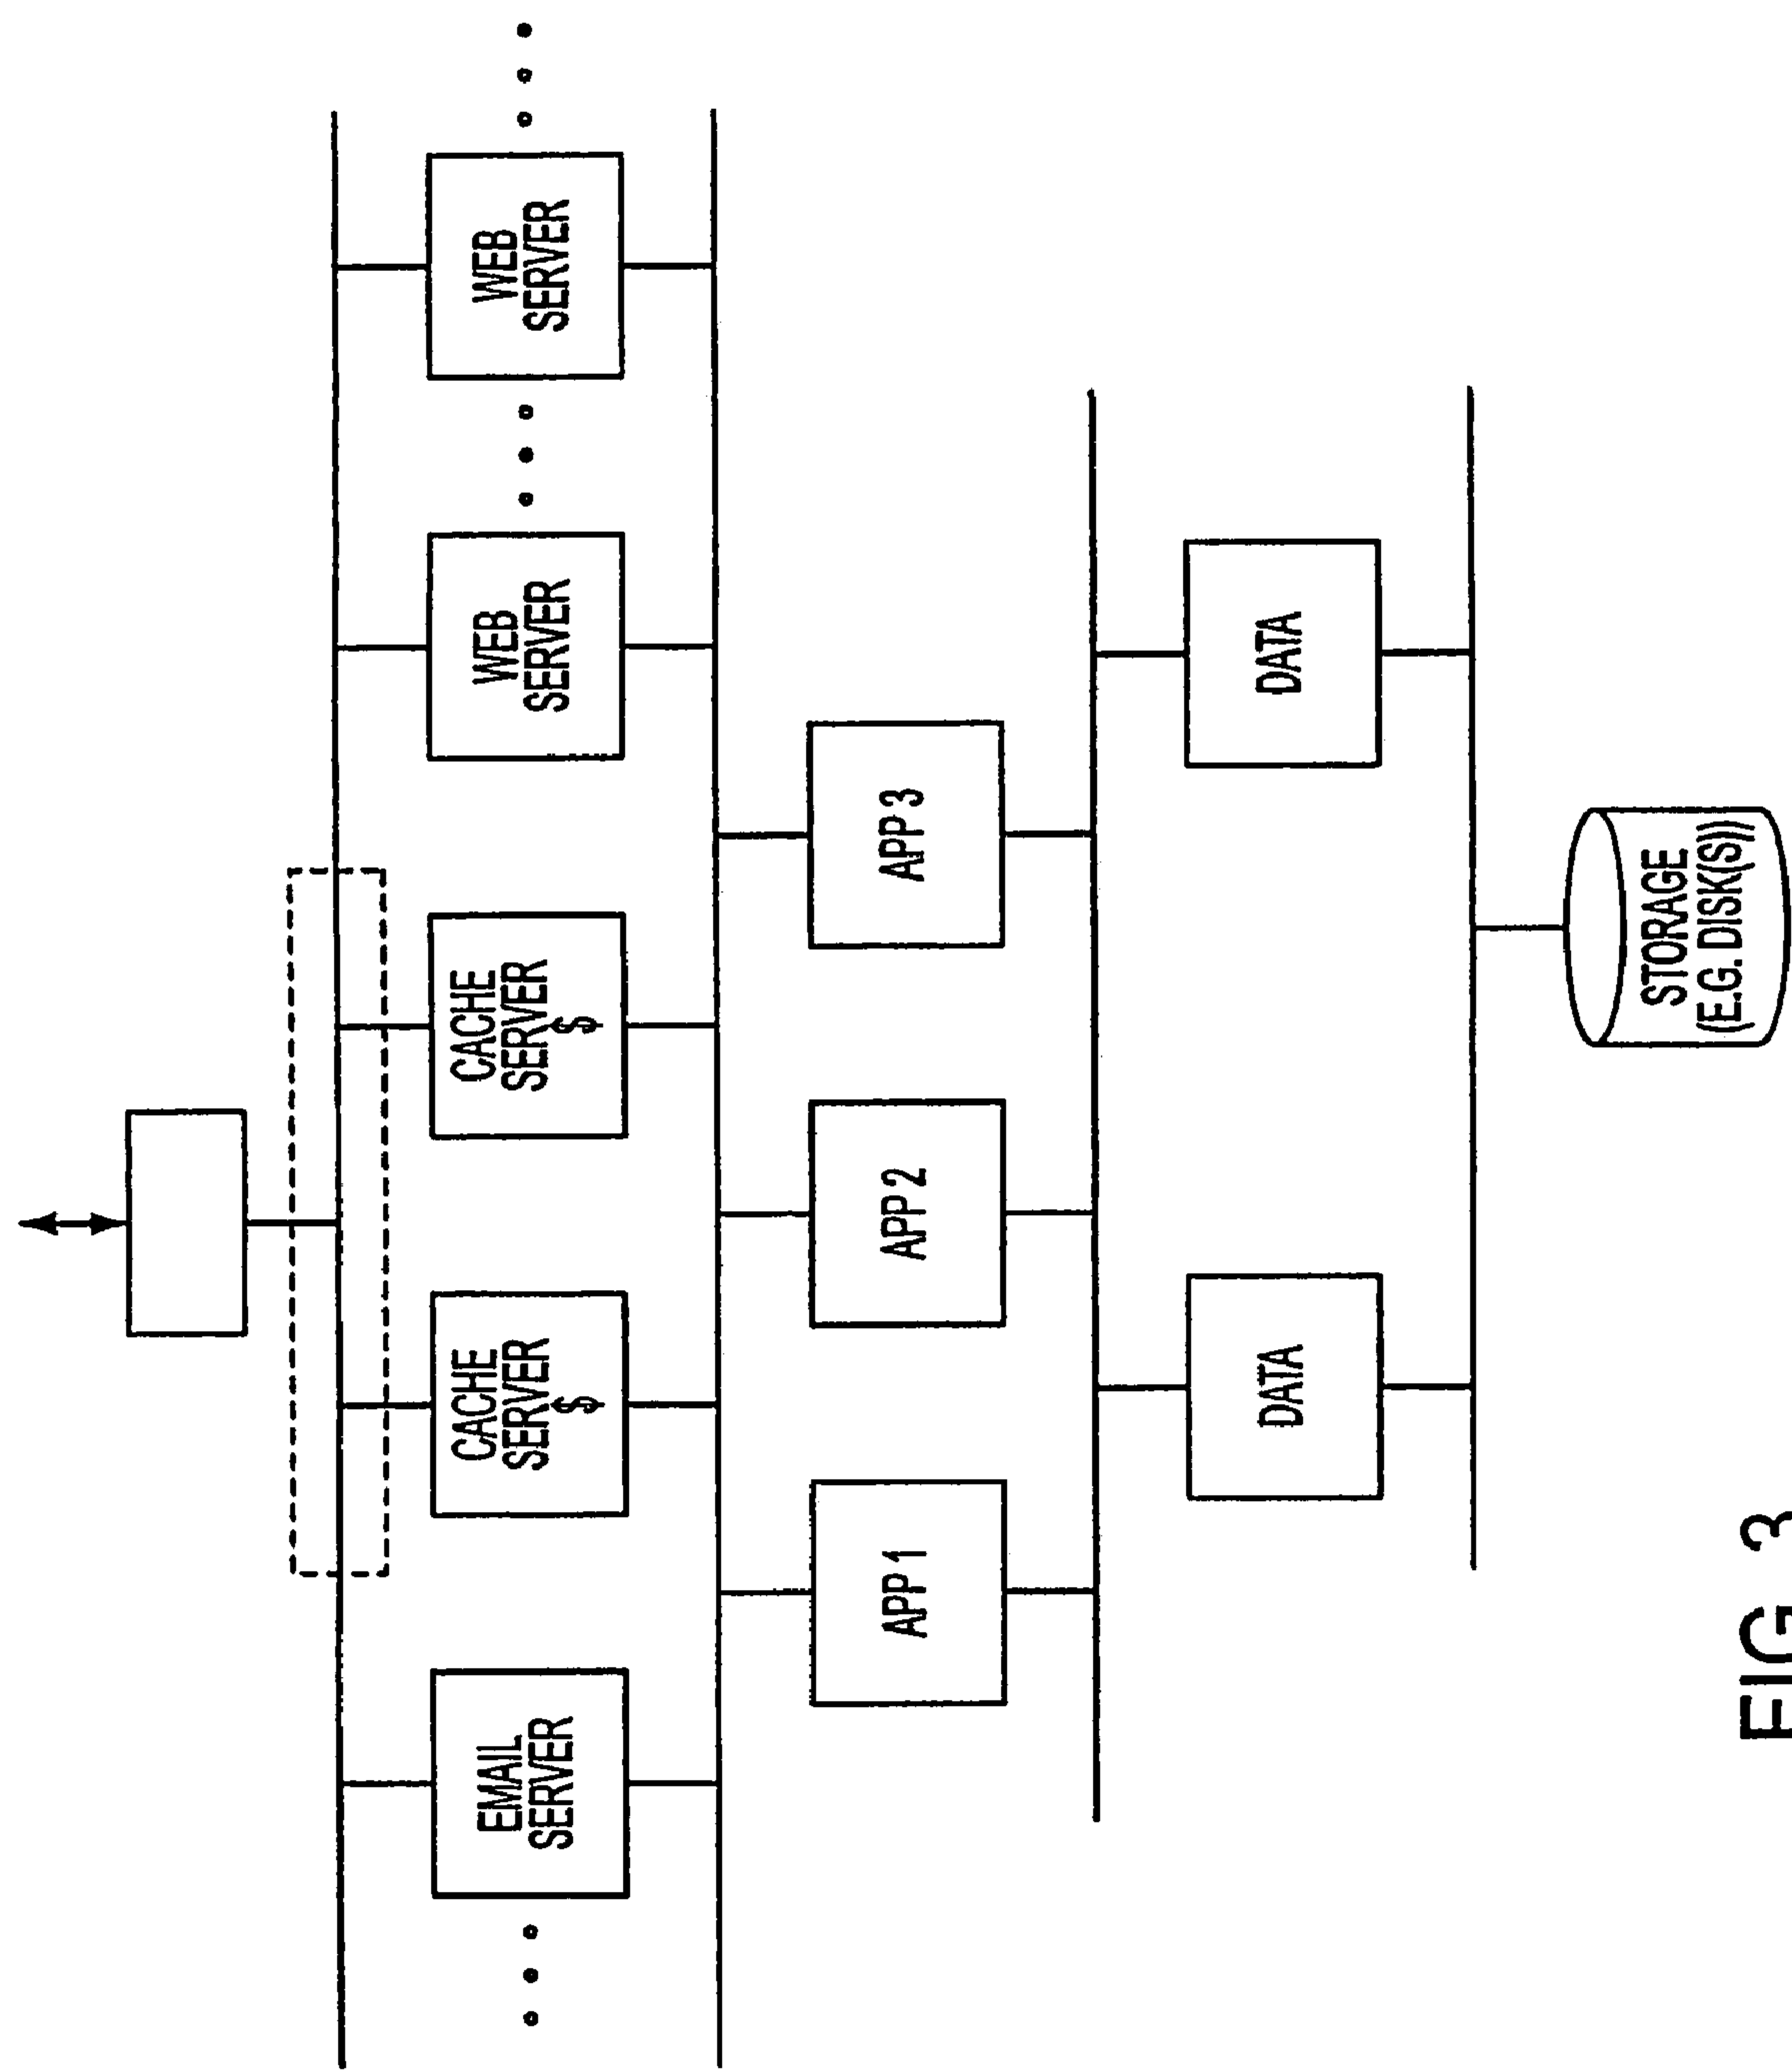 EMAIL
SERVER
CACHE
SERVER
$
CACHE
SERVER
$
WEB
SERVER
WEB
SERVER
APP 1
APP 2
APP 3
DATA
DATA
STORAGE
(E.G. DISK(S))
FIG 3